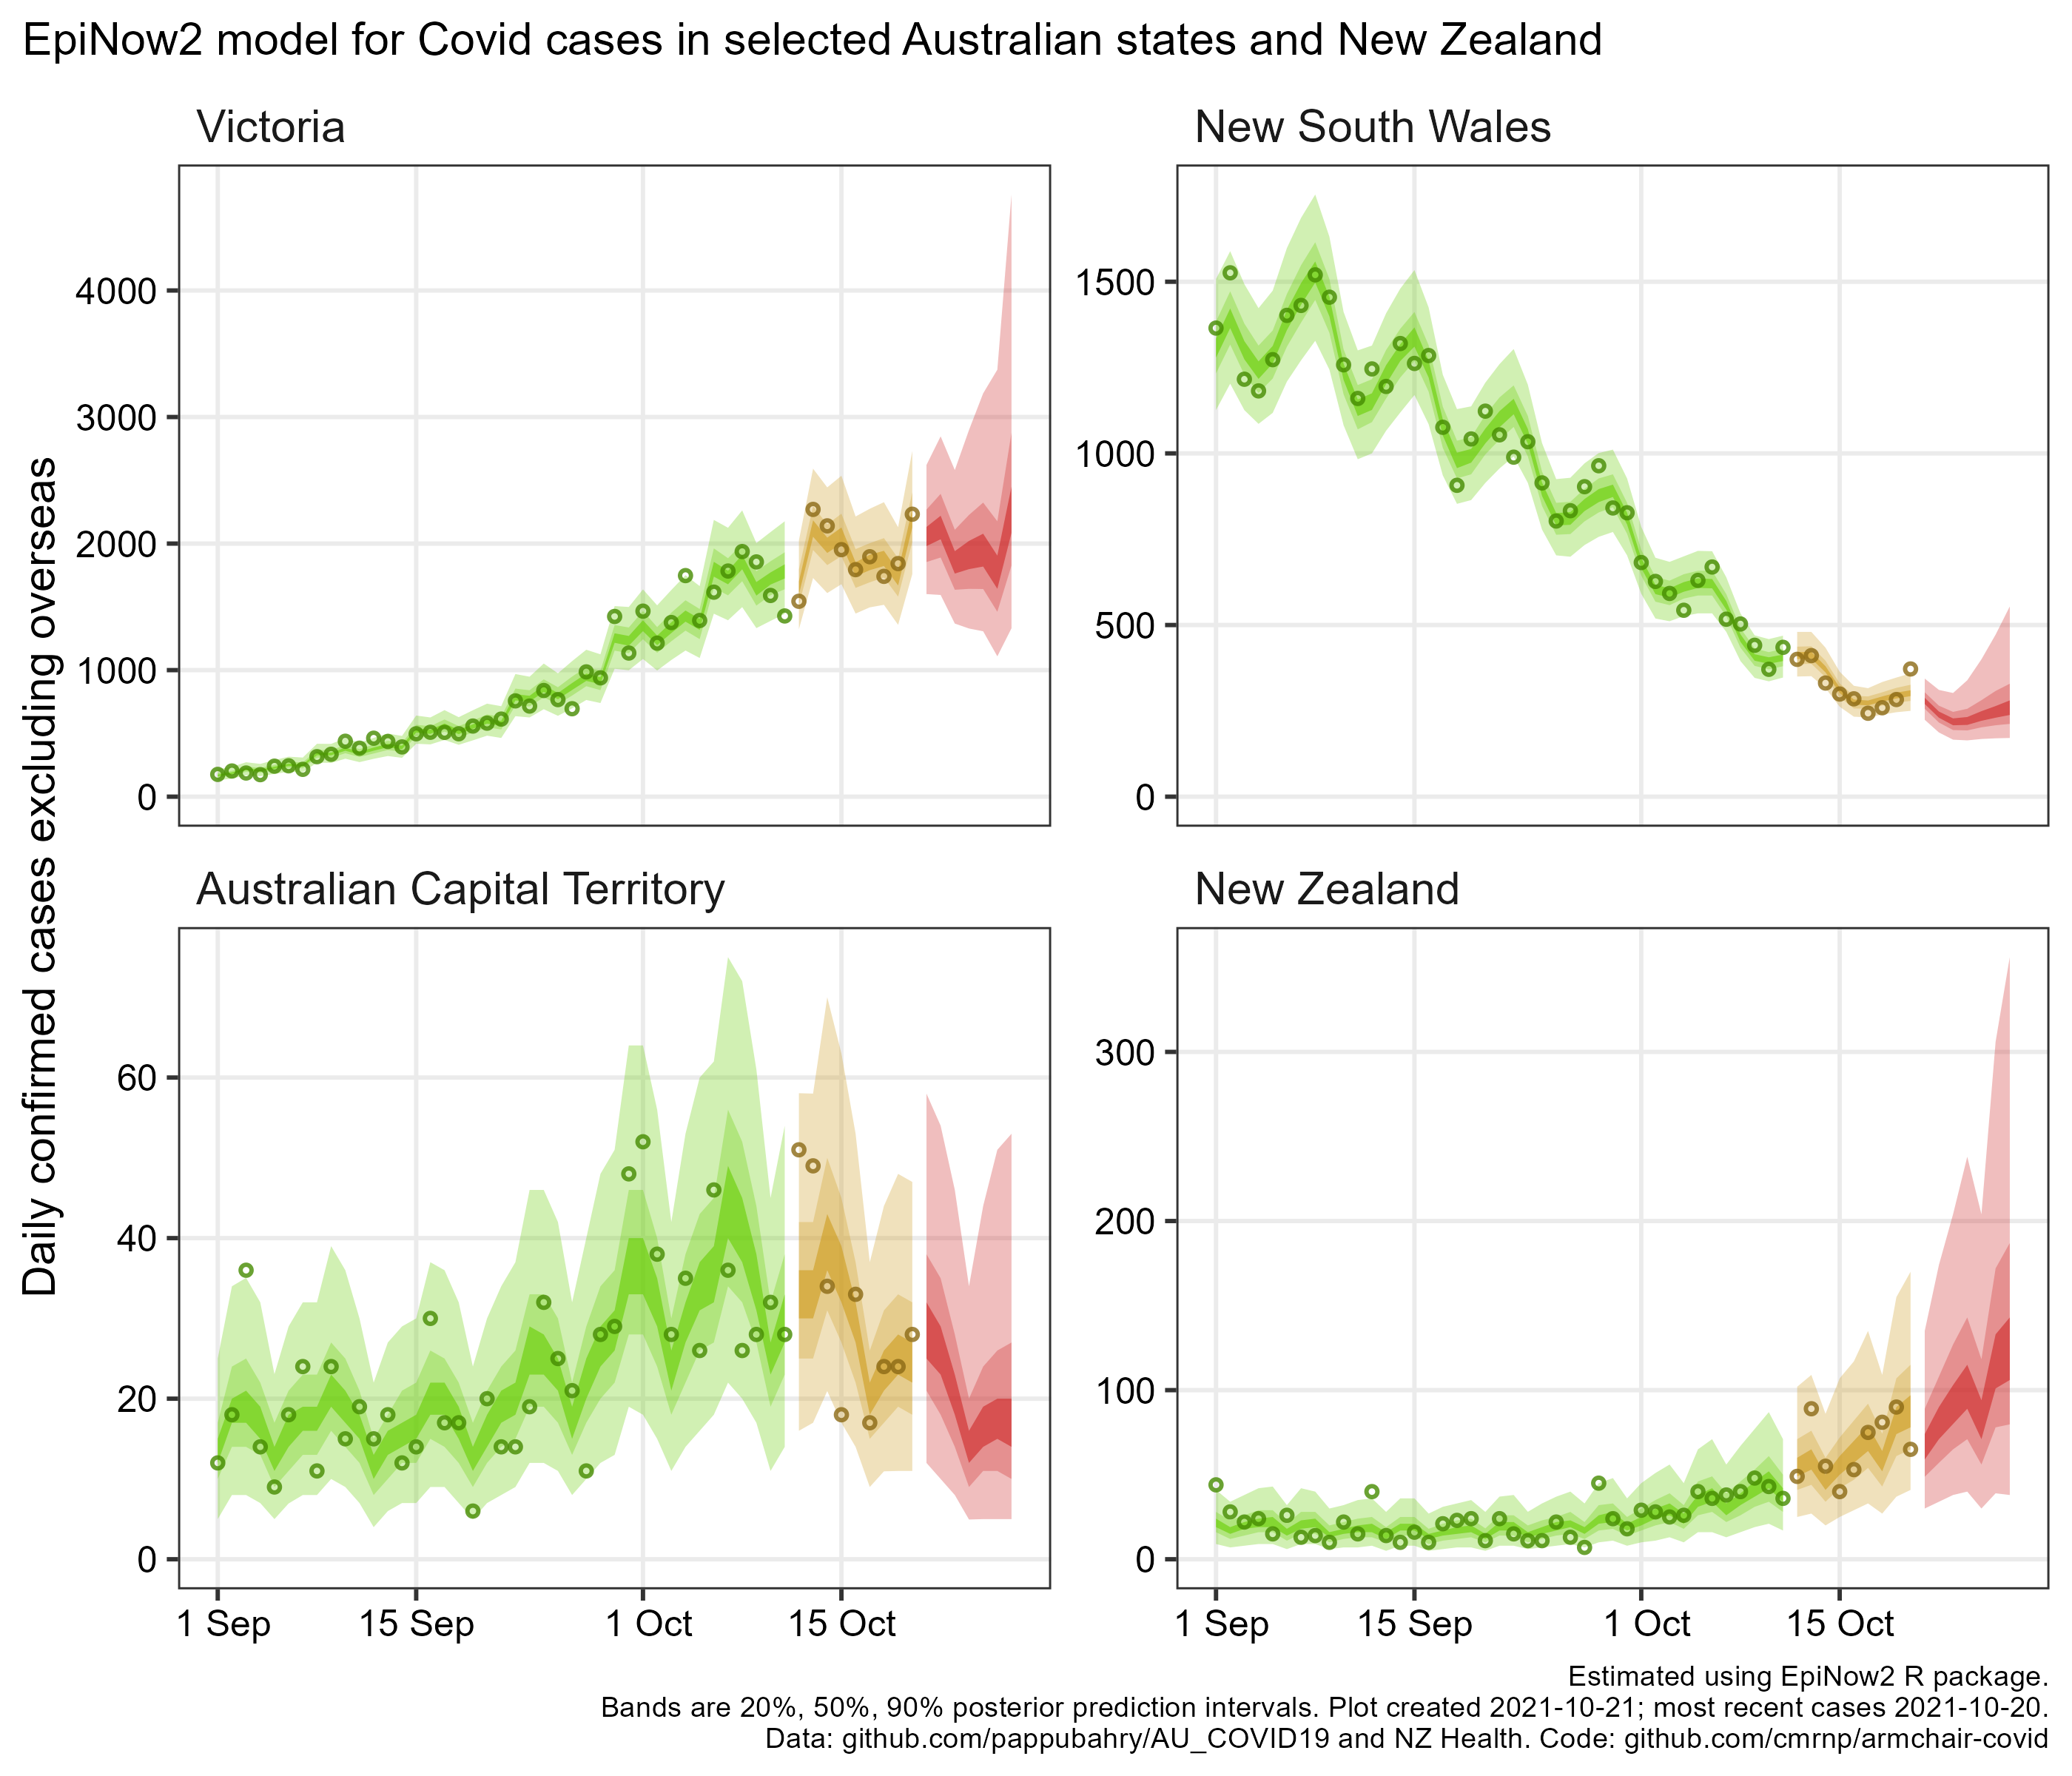 EpiNow2 model for Covid cases in selected Australian states and New Zealand
Daily confirmed cases excluding overseas
Victoria
4000
3000
2000
1000
0
New South Wales
1500
1000
500
0
Australian Capital Territory
60
40
20
0
1 Sep 15 Sep 1 Oct 15 Oct
New Zealand
300
200
100
0
1 Sep 15 Sep 1 Oct 15 Oct
Estimated using EpiNow2 R package.
Bands are 20%, 50%, 90% posterior prediction intervals. Plot created 2021-10-21; most recent cases 2021-10-20.
Data: github.com/pappubahry/AU_COVID19 and NZ Health. Code: github.com/cmrnp/armchair-covid